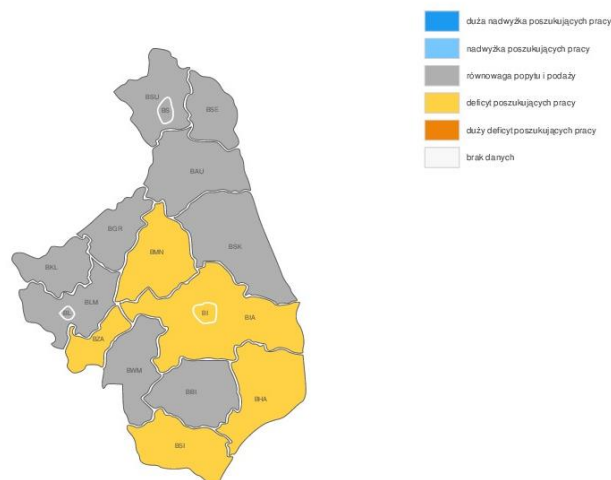 duża nadwyżka poszukujących pracy
nadwyżka poszukujących pracy
równowaga popytu i podaży
deficyt poszukujących pracy
duży deficyt poszukujących pracy
brak danych
BSU
BS
BSE
BAU
BGR
BMN
BSK
BKL
BLM
BL
BI
BIA
BZA
BWM
BBI
BHA
BSI